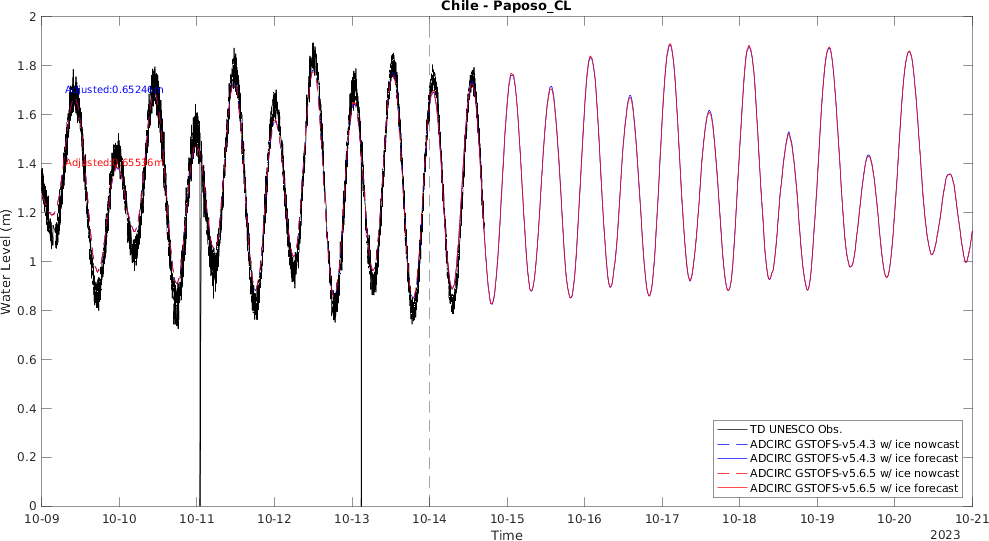 Chile - Paposo_CL
2
1.8
1.6
1.4
1.2
1
0.8
0.6
0.4
0.2
0
Water Level (m)
Adjusted:0.65246m
Adjusted:0.65536m
TD UNESCO Obs.
ADCIRC GSTOFS-v5.4.3 w/ ice nowcast
ADCIRC GSTOFS-v5.4.3 w/ ice forecast
ADCIRC GSTOFS-v5.6.5 w/ ice nowcast
ADCIRC GSTOFS-v5.6.5 w/ ice forecast
10-09 10-10 10-11 10-12 10-13 10-14 10-15 10-16 10-17 10-18 10-19 10-20 10-21
Time
2023